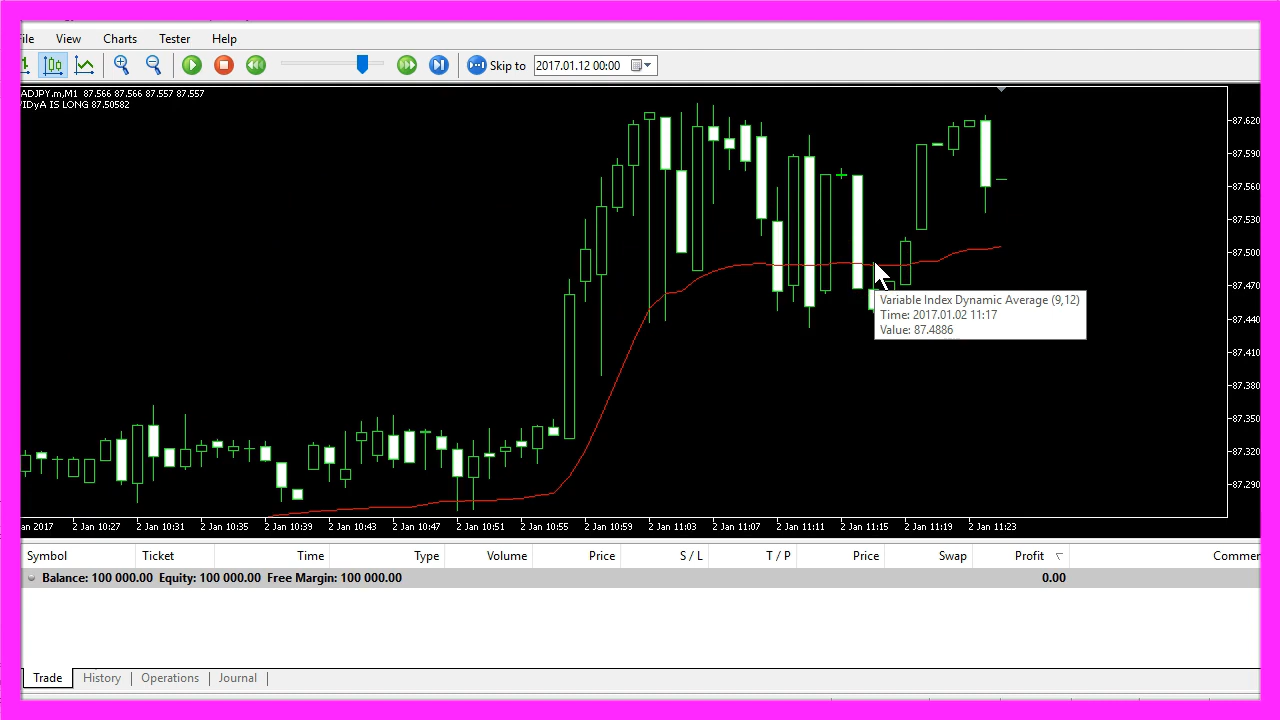 ile View Charts Tester Help
Skip to 2017.01.12 00:00
ADJPY.m,M1 87.566 87.566 87.557 87.557
IDyA IS LONG 87.50582
87.620
87.590
87.560
87.530
87.500
87.470
87.440
87.410
87.380
87.350
87.320
87.290
Variable Index Dynamic Average (9,12)
Time: 2017.01.02 11:17
Value: 87.4886
an 2017 2 Jan 10:27 2 Jan 10:31 2 Jan 10:35 2 Jan 10:39 2 Jan 10:43 2 Jan 10:47 2 Jan 10:51 2 Jan 10:55 2 Jan 10:59 2 Jan 11:03 2 Jan 11:07 2 Jan 11:11 2 Jan 11:15 2 Jan 11:19 2 Jan 11:23
Symbol Ticket Time Type Volume Price S / L T / P Price Swap Profit Commen
Balance: 100 000.00 Equity: 100 000.00 Free Margin: 100 000.00 0.00
Trade History Operations Journal